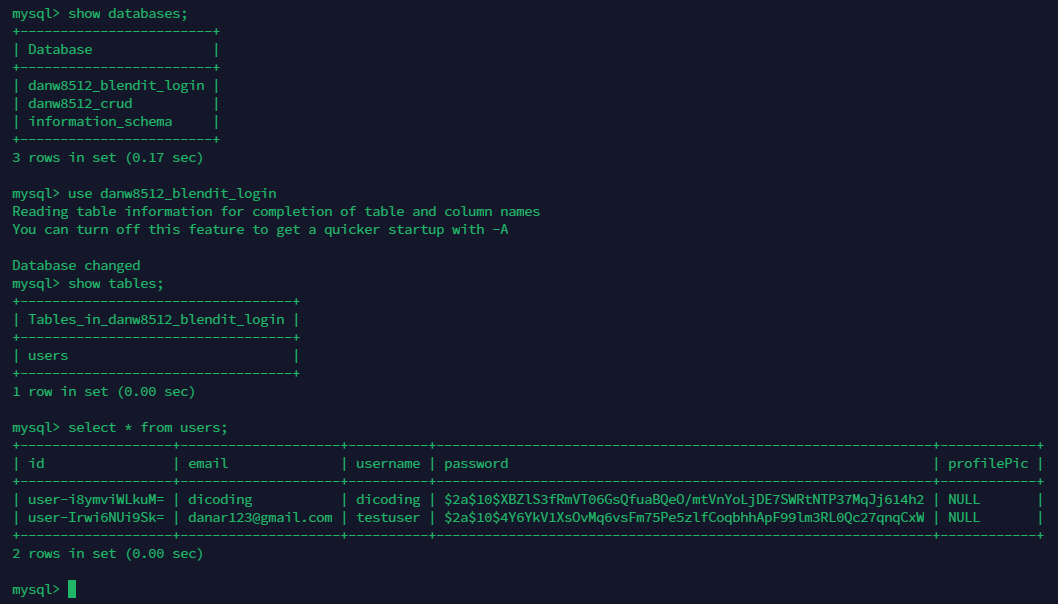 mysql> show databases;
+------------------------+
| Database               |
+------------------------+
| danw8512_blendit_login |
| danw8512_crud          |
| information_schema     |
+------------------------+
3 rows in set (0.17 sec)

mysql> use danw8512_blendit_login
Reading table information for completion of table and column names
You can turn off this feature to get a quicker startup with -A

Database changed
mysql> show tables;
+----------------------------------+
| Tables_in_danw8512_blendit_login |
+----------------------------------+
| users                            |
+----------------------------------+
1 row in set (0.00 sec)

mysql> select * from users;
+-------------------+--------------------+----------+--------------------------------------------------------------+------------+
| id                | email              | username | password                                                     | profilePic |
+-------------------+--------------------+----------+--------------------------------------------------------------+------------+
| user-i8ymviWLkuM= | dicoding           | dicoding | $2a$10$XBZlS3fRmVT06GsQfuaBQeO/mtVnYoLjDE7SWRtNTP37MqJj614h2 | NULL       |
| user-Irwi6NUi9Sk= | danar123@gmail.com | testuser | $2a$10$4Y6YkV1XsOvMq6vsFm75Pe5zlfCoqbhhApF99lm3RL0Qc27qnqCxW | NULL       |
+-------------------+--------------------+----------+--------------------------------------------------------------+------------+
2 rows in set (0.00 sec)

mysql>